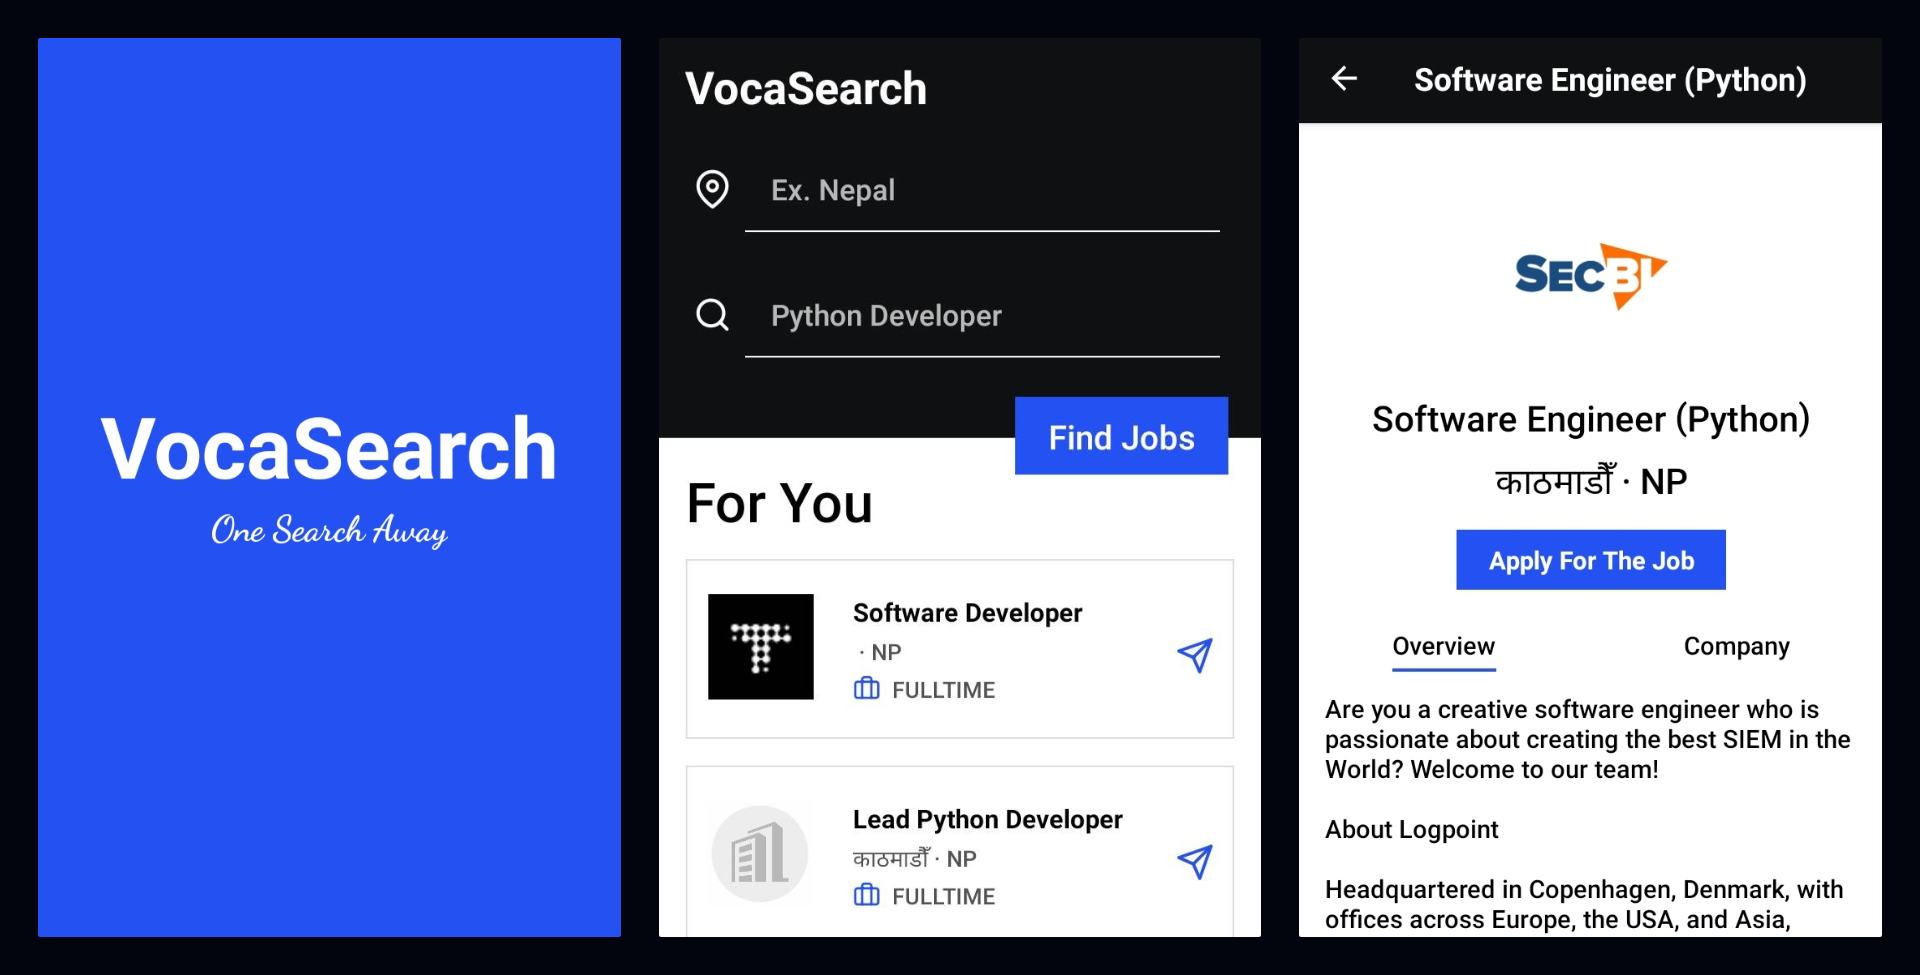 VocaSearch
One Search Away
VocaSearch
Ex. Nepal
Python Developer
Find Jobs
For You
Software Developer
· NP
FULLTIME
Lead Python Developer
काठमाडौँ · NP
FULLTIME
Software Engineer (Python)
SECBI
Software Engineer (Python)
काठमाडौँ · NP
Apply For The Job
Overview
Company
Are you a creative software engineer who is
passionate about creating the best SIEM in the
World? Welcome to our team!
About Logpoint
Headquartered in Copenhagen, Denmark, with
offices across Europe, the USA, and Asia,